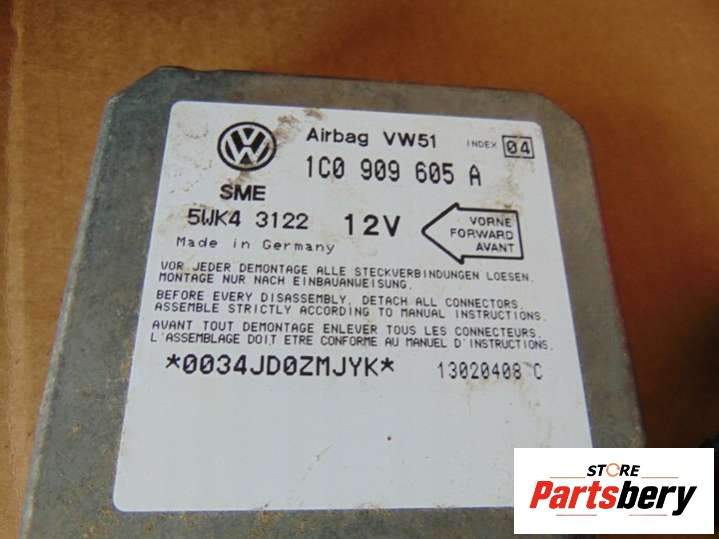 Airbag VW51 INDEX 04
1C0 909 605 A
SME
5WK4 3122 12V
Made in Germany
VORNE
FORWARD
AVANT
VOR JEDER DEMONTAGE ALLE STECKVERBINDUNGEN LOESEN.
MONTAGE NUR NACH EINBAUANWEISUNG.
BEFORE EVERY DISASSEMBLY, DETACH ALL CONNECTORS.
ASSEMBLE STRICTLY ACCORDING TO MANUAL INSTRUCTIONS.
AVANT TOUT DEMONTAGE ENLEVER TOUS LES CONNECTEURS.
L'ASSEMBLAGE DOIT ETRE CONFORME AU MANUEL D'INSTRUCTIONS.
*0034JD0ZMJYK* 13020408 C
STORE
Partsbery